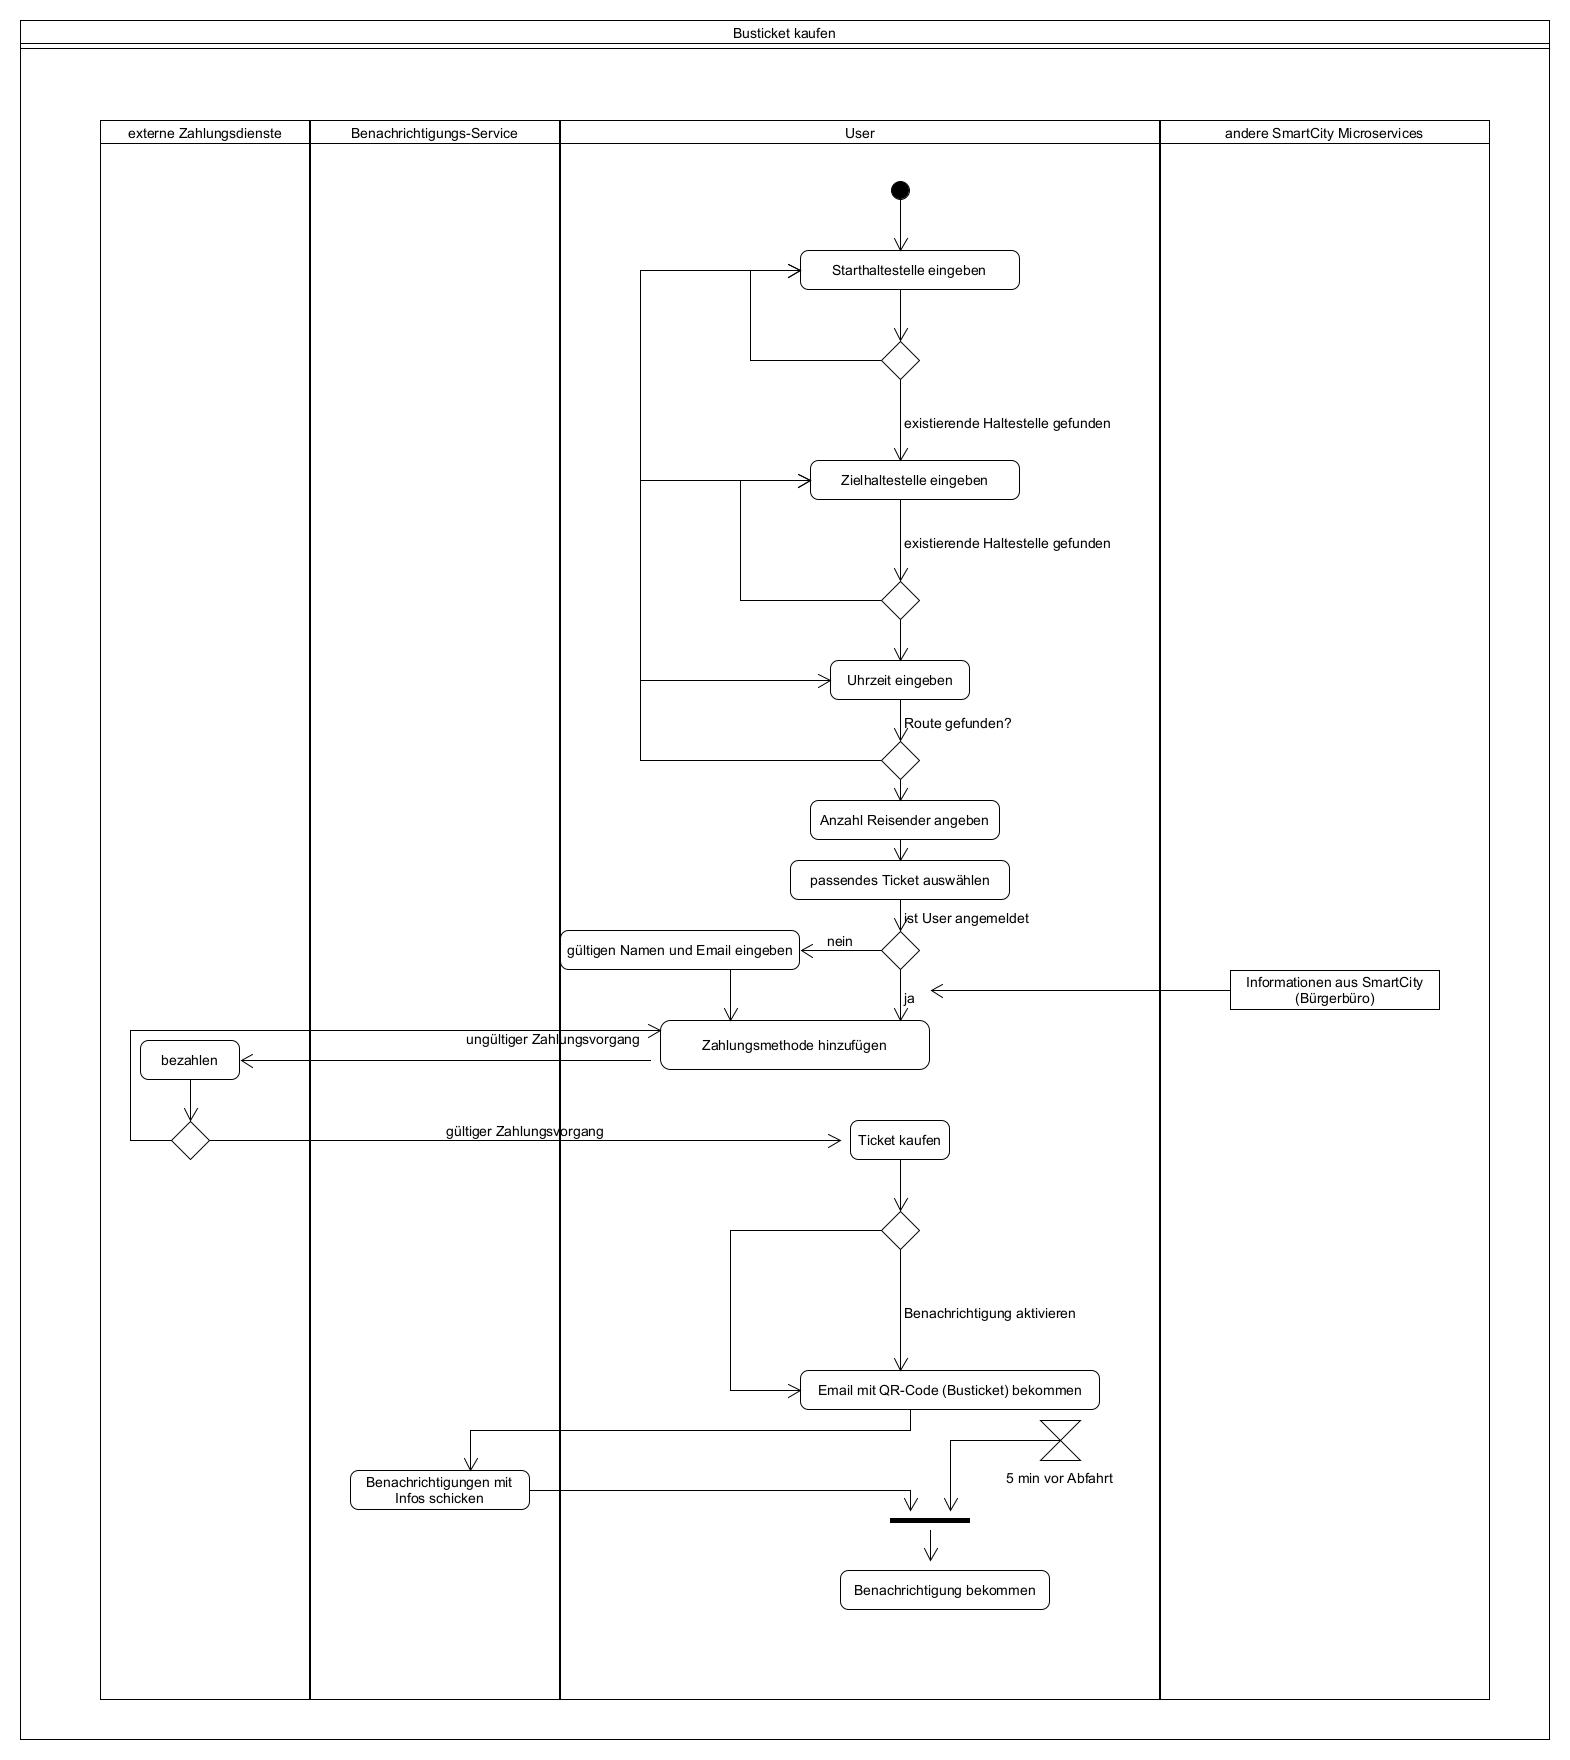 Busticket kaufen
externe Zahlungsdienste
Benachrichtigungs-Service
User
andere SmartCity Microservices
Starthaltestelle eingeben
existierende Haltestelle gefunden
Zielhaltestelle eingeben
existierende Haltestelle gefunden
Uhrzeit eingeben
Route gefunden?
Anzahl Reisender angeben
passendes Ticket auswählen
ist User angemeldet
nein
gültigen Namen und Email eingeben
Informationen aus SmartCity
(Bürgerbüro)
ja
ungültiger Zahlungsvorgang
Zahlungsmethode hinzufügen
bezahlen
gültiger Zahlungsvorgang
Ticket kaufen
Benachrichtigung aktivieren
Email mit QR-Code (Busticket) bekommen
5 min vor Abfahrt
Benachrichtigungen mit
Infos schicken
Benachrichtigung bekommen